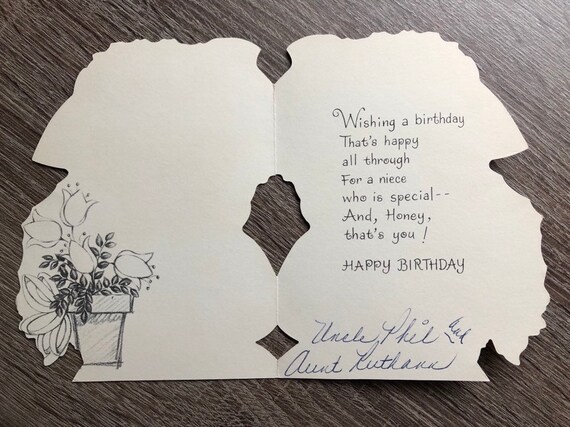 Wishing a birthday
That's happy
all through
For a niece
who is special--
And, Honey,
that's you!
HAPPY BIRTHDAY
Uncle Phil and
Aunt Ruthann